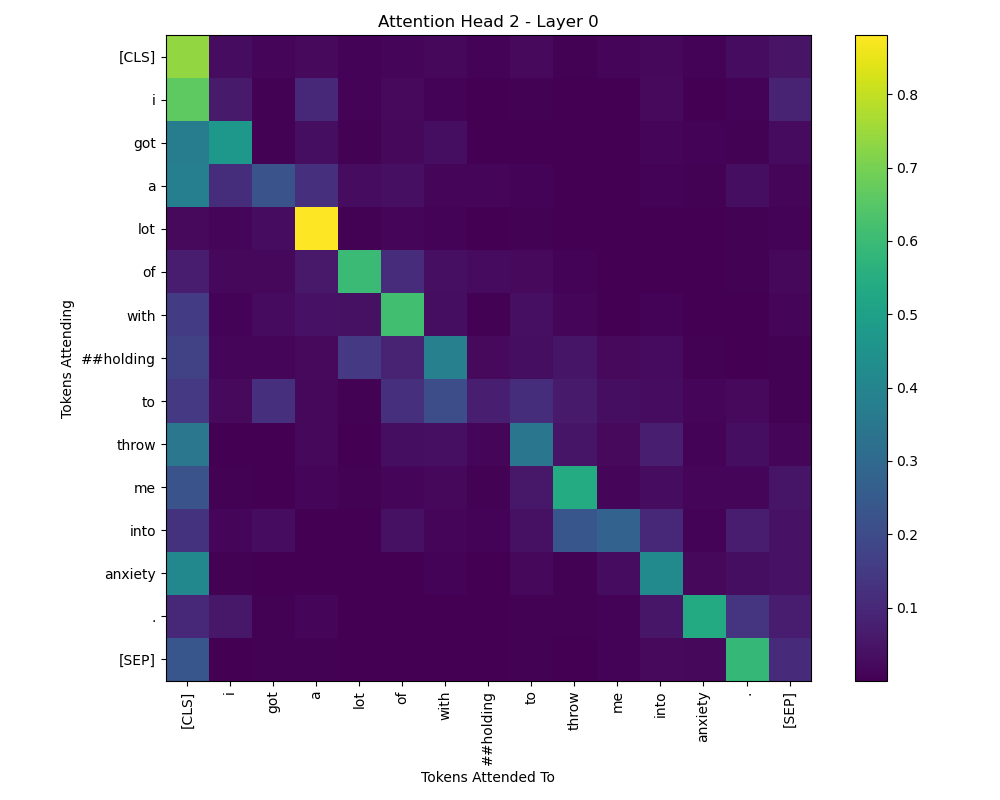 Attention Head 2 - Layer 0
Tokens Attending
[CLS]
i
got
a
lot
of
with
##holding
to
throw
me
into
anxiety
.
[SEP]
[CLS]
i
got
a
lot
of
with
##holding
to
throw
me
into
anxiety
.
[SEP]
Tokens Attended To
0.8
0.7
0.6
0.5
0.4
0.3
0.2
0.1